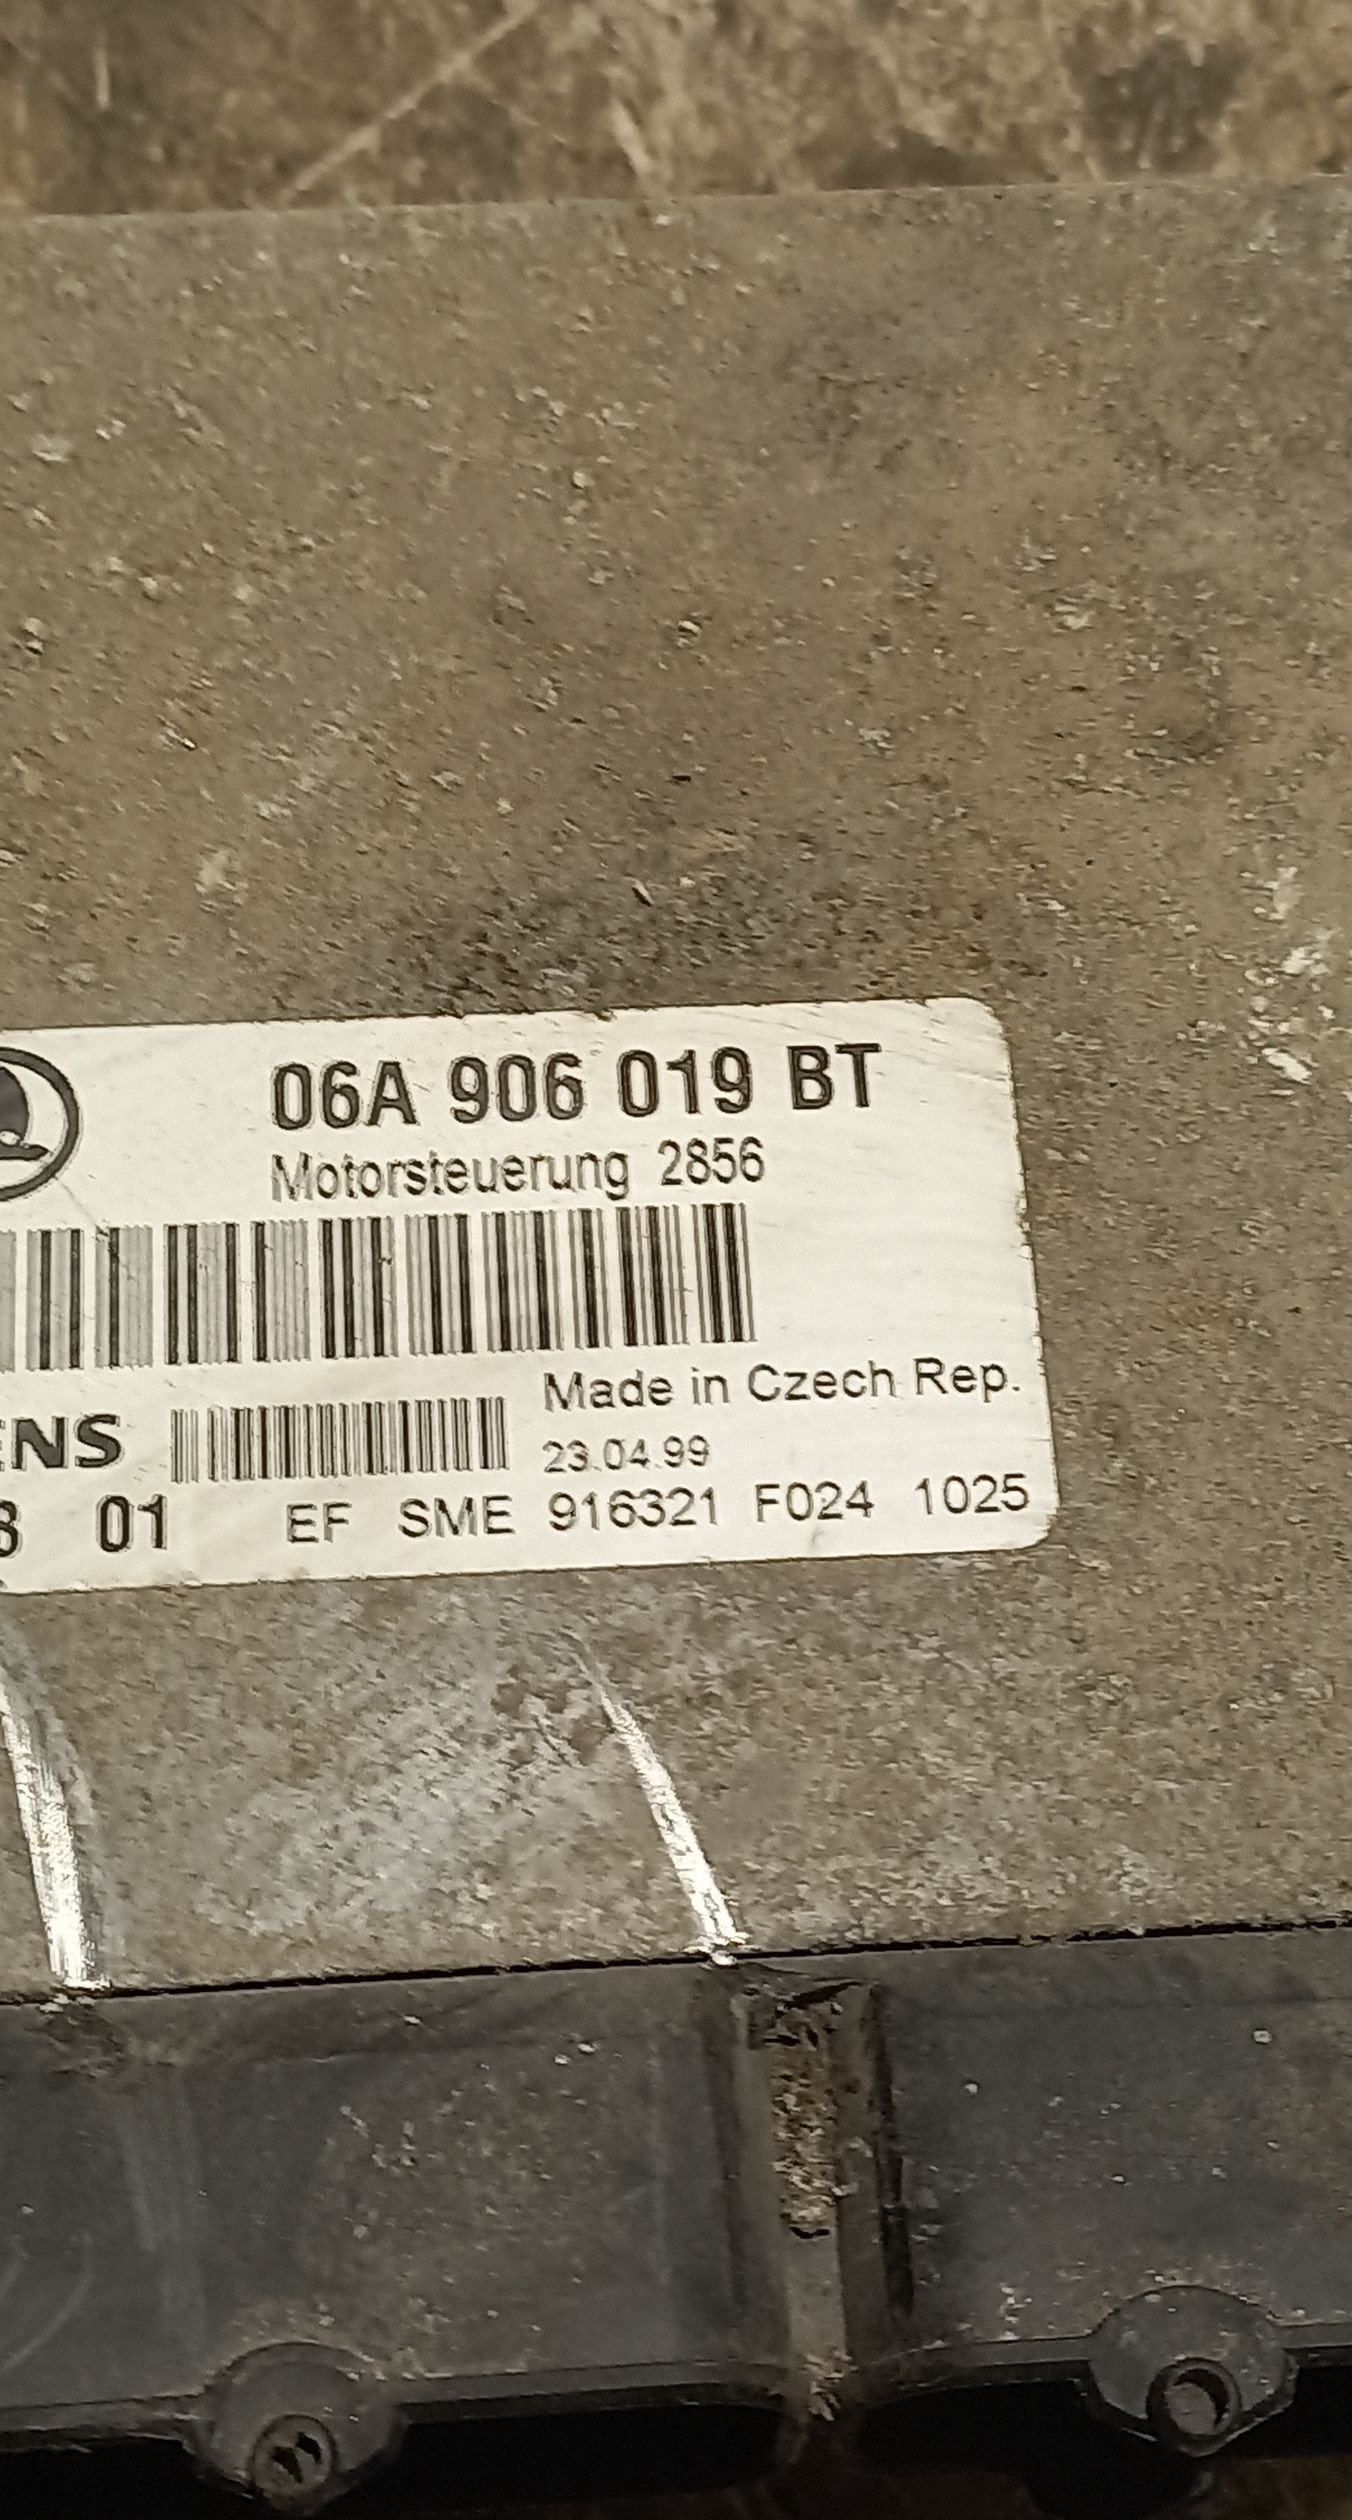 06A 906 019 BT
Motorsteuerung 2856
Made in Czech Rep.
ENS 23.04.99
8 01 EF SME 916321 F024 1025